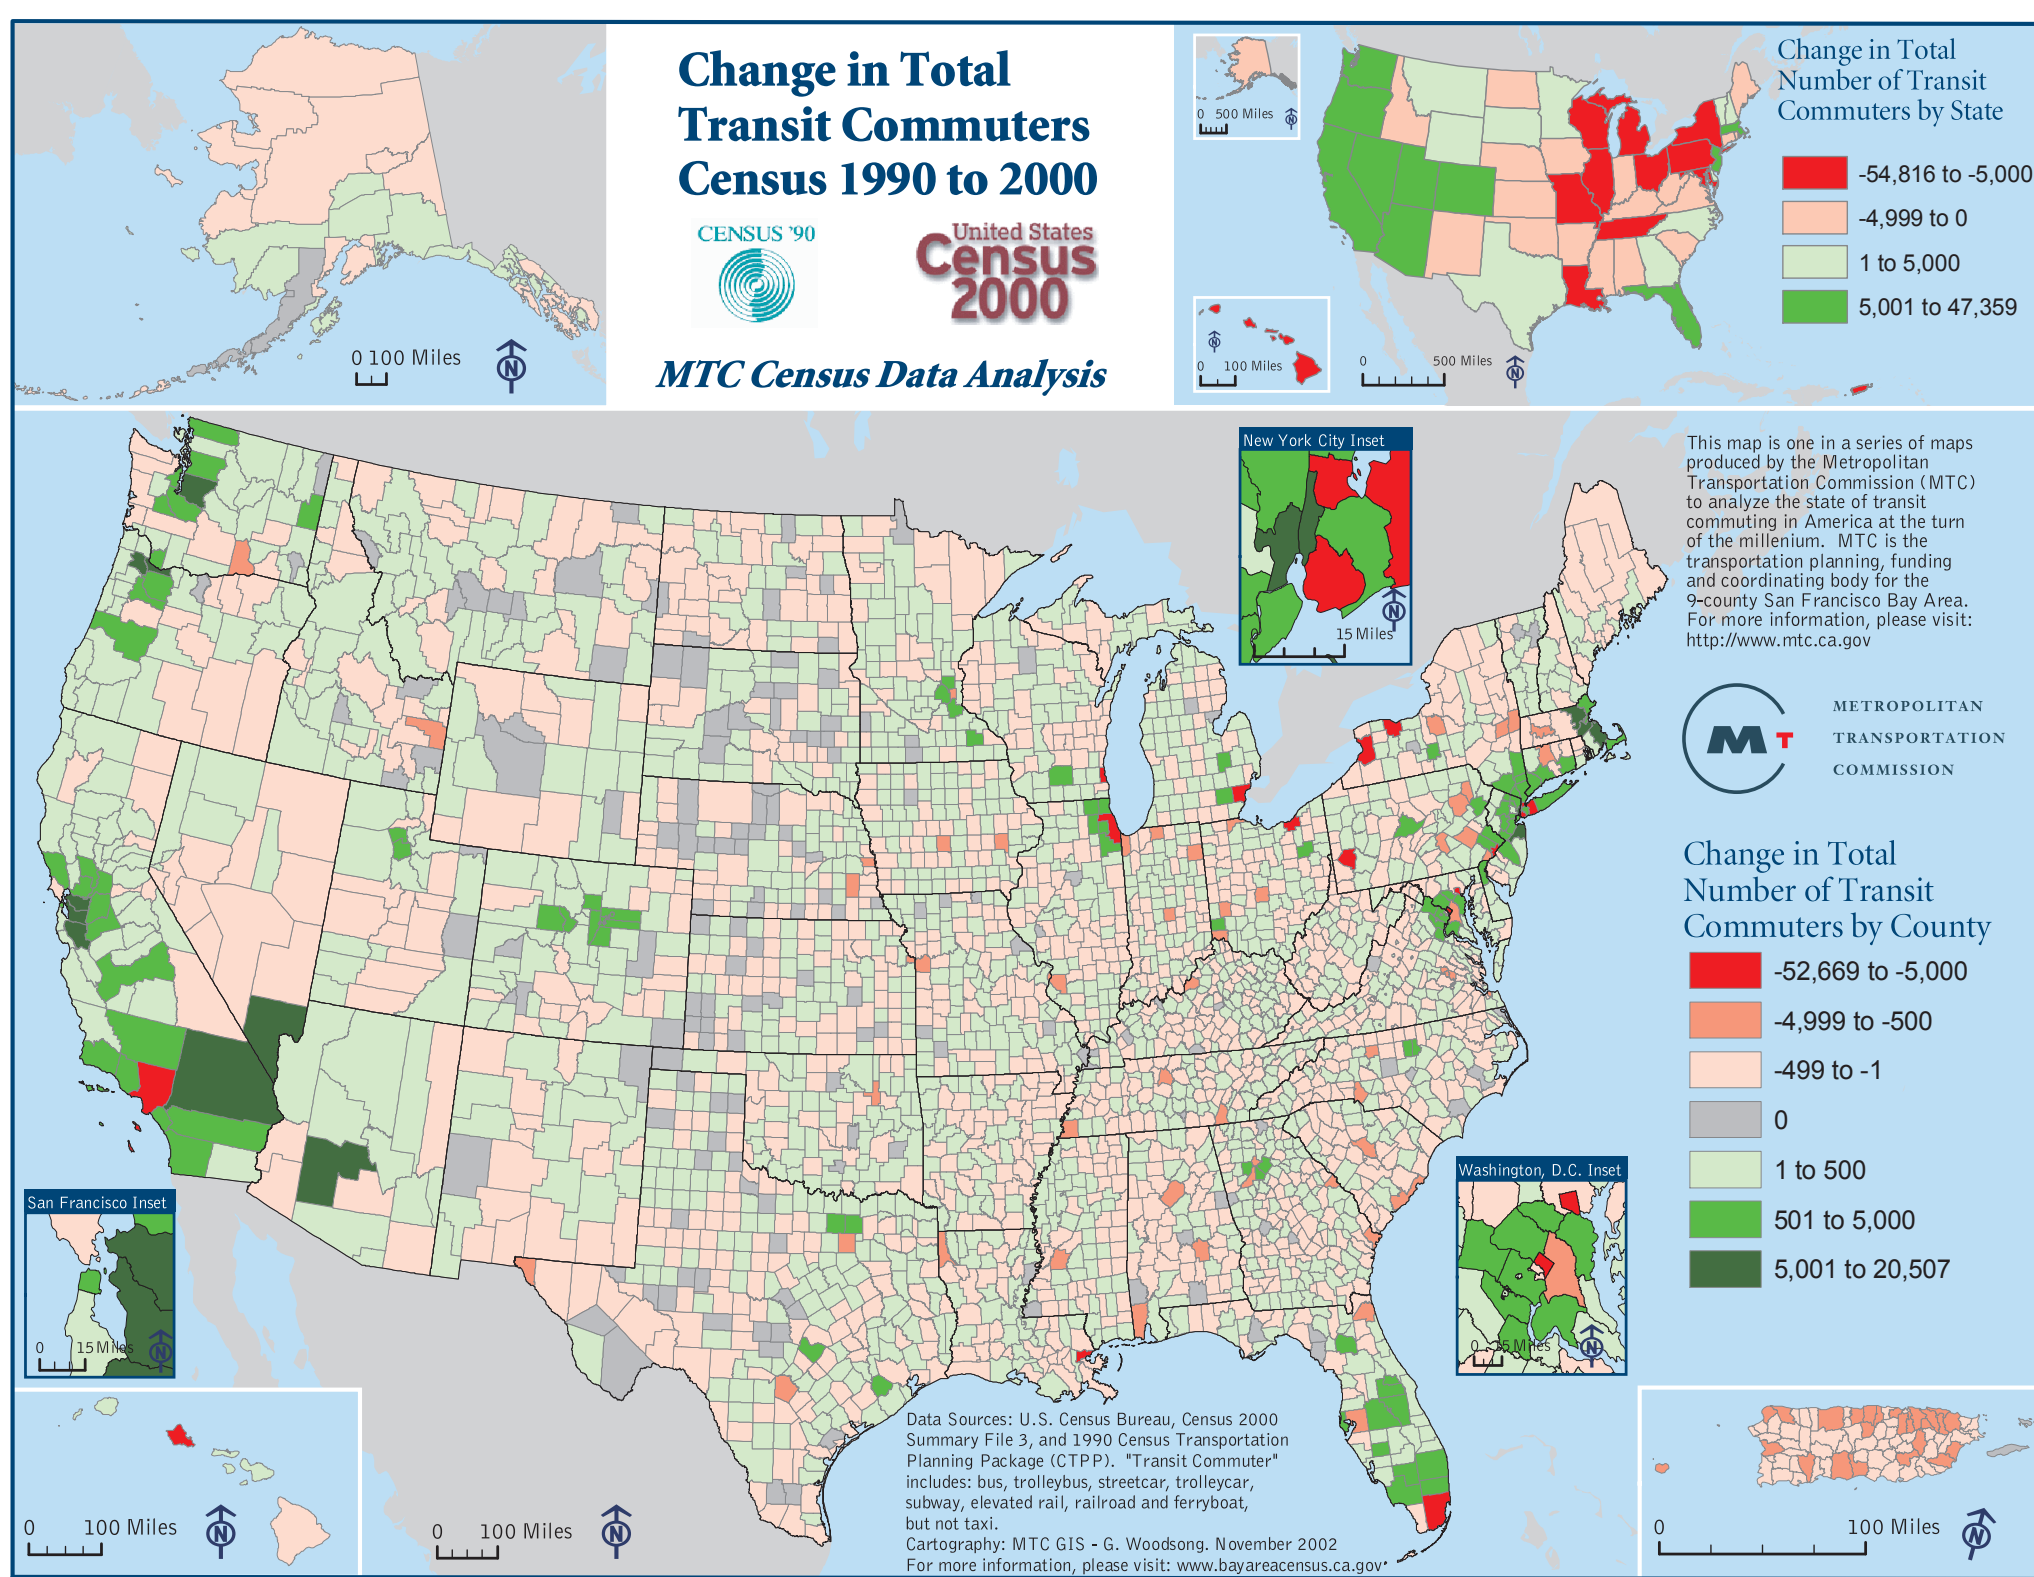 Change in Total
Transit Commuters
Census 1990 to 2000
CENSUS '90
United States
Census
2000
MTC Census Data Analysis
0 100 Miles
N
0 500 Miles
N
0 100 Miles
N
0 500 Miles
N
Change in Total
Number of Transit
Commuters by State
-54,816 to -5,000
-4,999 to 0
1 to 5,000
5,001 to 47,359
New York City Inset
0 15 Miles
N
This map is one in a series of maps
produced by the Metropolitan
Transportation Commission (MTC)
to analyze the state of transit
commuting in America at the turn
of the millenium. MTC is the
transportation planning, funding
and coordinating body for the
9-county San Francisco Bay Area.
For more information, please visit:
http://www.mtc.ca.gov
M T
METROPOLITAN
TRANSPORTATION
COMMISSION
Change in Total
Number of Transit
Commuters by County
-52,669 to -5,000
-4,999 to -500
-499 to -1
0
1 to 500
501 to 5,000
5,001 to 20,507
San Francisco Inset
0 15 Miles
N
Washington, D.C. Inset
0 15 Miles
N
0 100 Miles
N
0 100 Miles
N
Data Sources: U.S. Census Bureau, Census 2000
Summary File 3, and 1990 Census Transportation
Planning Package (CTPP). "Transit Commuter"
includes: bus, trolleybus, streetcar, trolleycar,
subway, elevated rail, railroad and ferryboat,
but not taxi.
Cartography: MTC GIS - G. Woodsong. November 2002
For more information, please visit: www.bayareacensus.ca.gov
0 100 Miles
N